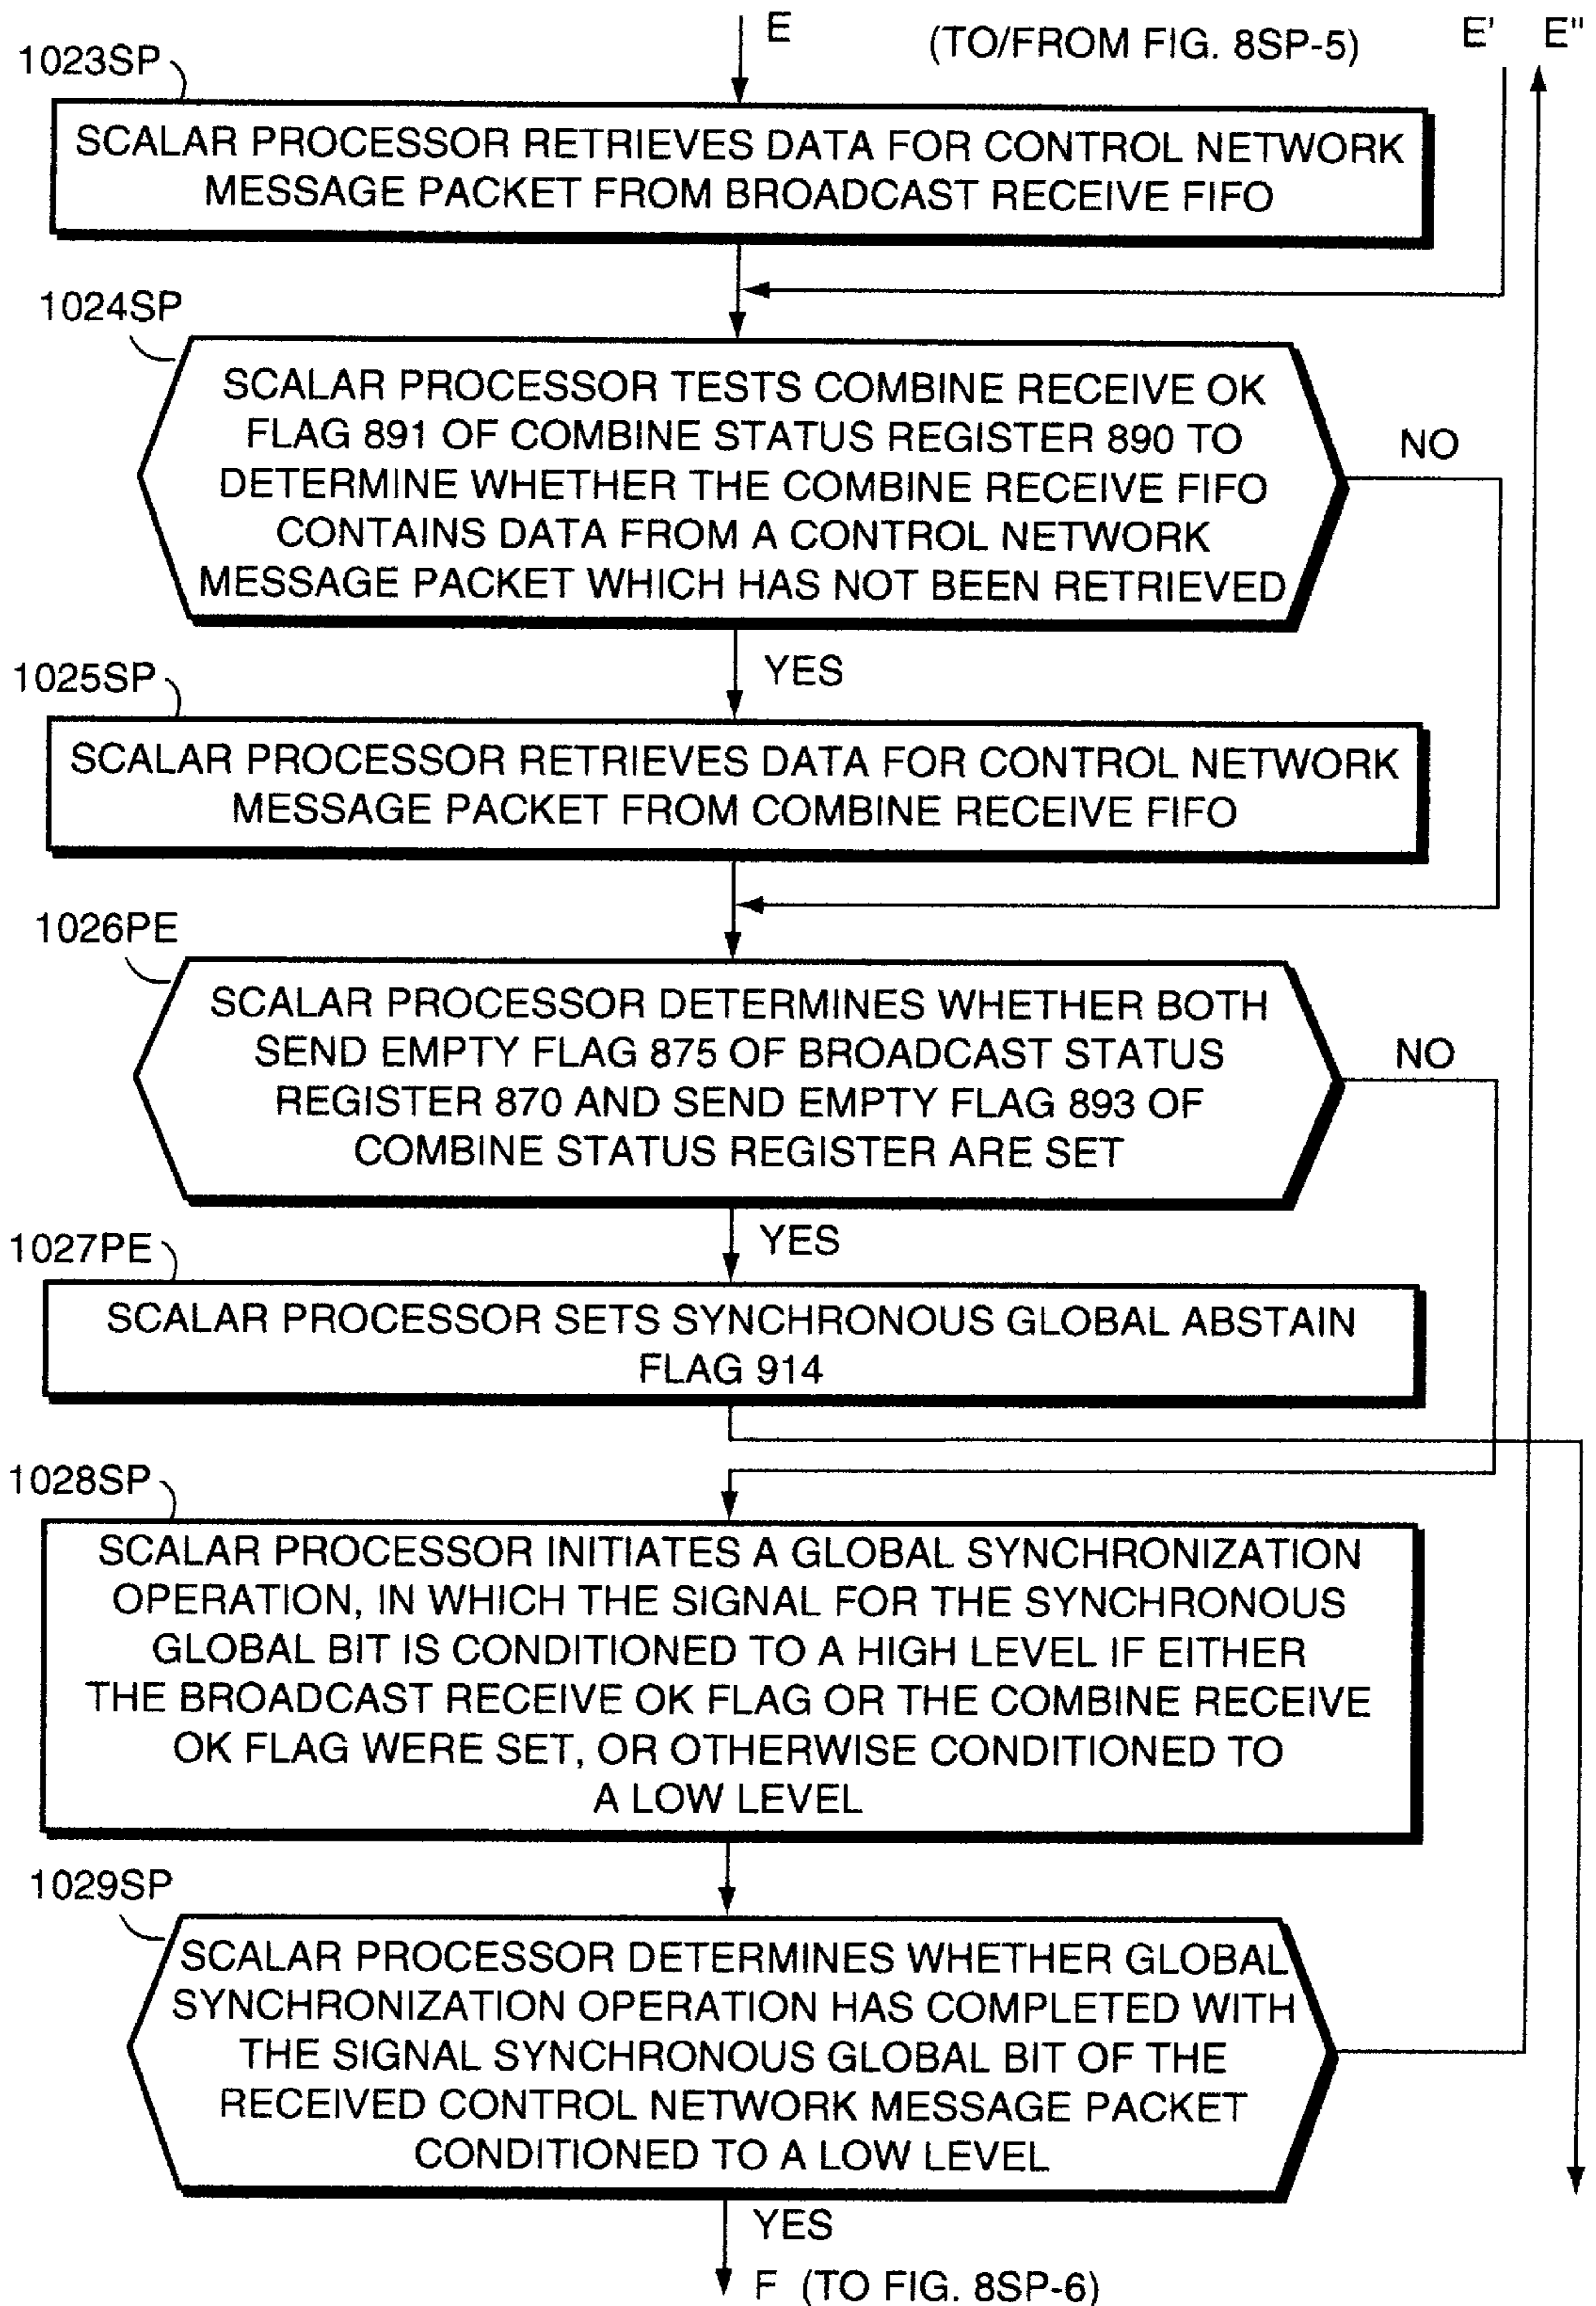 E (TO/FROM FIG. 8SP-5) E' E"
1023SP
SCALAR PROCESSOR RETRIEVES DATA FOR CONTROL NETWORK
MESSAGE PACKET FROM BROADCAST RECEIVE FIFO
1024SP
SCALAR PROCESSOR TESTS COMBINE RECEIVE OK
FLAG 891 OF COMBINE STATUS REGISTER 890 TO
DETERMINE WHETHER THE COMBINE RECEIVE FIFO
CONTAINS DATA FROM A CONTROL NETWORK
MESSAGE PACKET WHICH HAS NOT BEEN RETRIEVED
NO
YES
1025SP
SCALAR PROCESSOR RETRIEVES DATA FOR CONTROL NETWORK
MESSAGE PACKET FROM COMBINE RECEIVE FIFO
1026PE
SCALAR PROCESSOR DETERMINES WHETHER BOTH
SEND EMPTY FLAG 875 OF BROADCAST STATUS
REGISTER 870 AND SEND EMPTY FLAG 893 OF
COMBINE STATUS REGISTER ARE SET
NO
YES
1027PE
SCALAR PROCESSOR SETS SYNCHRONOUS GLOBAL ABSTAIN
FLAG 914
1028SP
SCALAR PROCESSOR INITIATES A GLOBAL SYNCHRONIZATION
OPERATION, IN WHICH THE SIGNAL FOR THE SYNCHRONOUS
GLOBAL BIT IS CONDITIONED TO A HIGH LEVEL IF EITHER
THE BROADCAST RECEIVE OK FLAG OR THE COMBINE RECEIVE
OK FLAG WERE SET, OR OTHERWISE CONDITIONED TO
A LOW LEVEL
1029SP
SCALAR PROCESSOR DETERMINES WHETHER GLOBAL
SYNCHRONIZATION OPERATION HAS COMPLETED WITH
THE SIGNAL SYNCHRONOUS GLOBAL BIT OF THE
RECEIVED CONTROL NETWORK MESSAGE PACKET
CONDITIONED TO A LOW LEVEL
YES
F (TO FIG. 8SP-6)